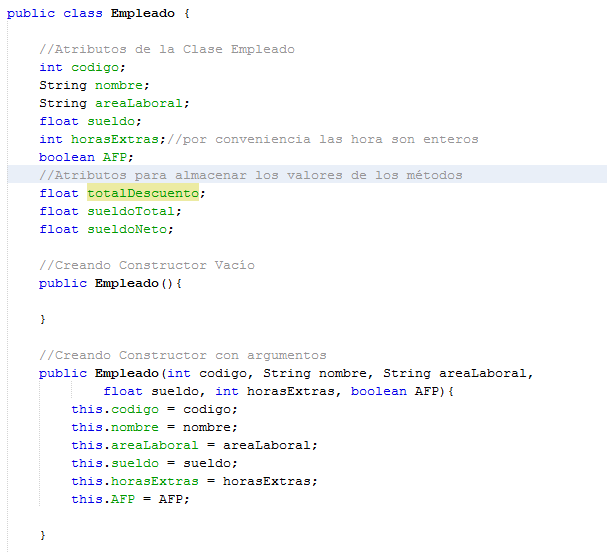 public class Empleado {
//Atributos de la Clase Empleado
int codigo;
String nombre;
String areaLaboral;
float sueldo;
int horasExtras;//por conveniencia las hora son enteros
boolean AFP;
//Atributos para almacenar los valores de los métodos
float totalDescuento;
float sueldoTotal;
float sueldoNeto;
//Creando Constructor Vacío
public Empleado(){
}
//Creando Constructor con argumentos
public Empleado(int codigo, String nombre, String areaLaboral,
float sueldo, int horasExtras, boolean AFP){
this.codigo = codigo;
this.nombre = nombre;
this.areaLaboral = areaLaboral;
this.sueldo = sueldo;
this.horasExtras = horasExtras;
this.AFP = AFP;
}